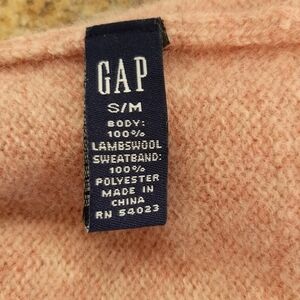 GAP
S/M
BODY:
100%
LAMBSWOOL
SWEATBAND:
100%
POLYESTER
MADE IN
CHINA
RN 54023